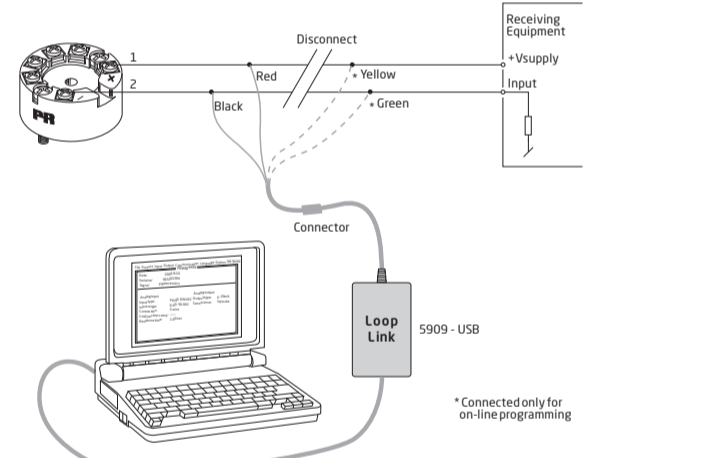 Receiving
Equipment
Disconnect
1
+Vsupply
Red
* Yellow
2
Input
Black
* Green
PR
Connector
Loop
Link
5909 - USB
* Connected only for
on-line programming